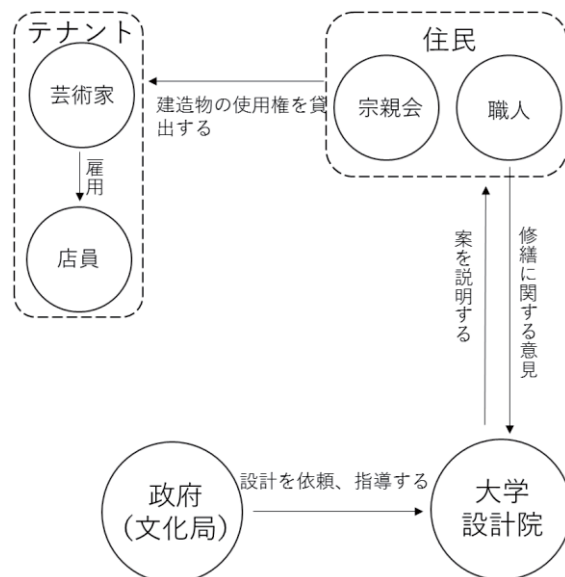 テナント
芸術家
雇用
店員
建造物の使用権を貸
出する
住民
宗親会
職人
案を説明する
修繕に関する意見
政府
（文化局）
設計を依頼、指導する
大学
設計院